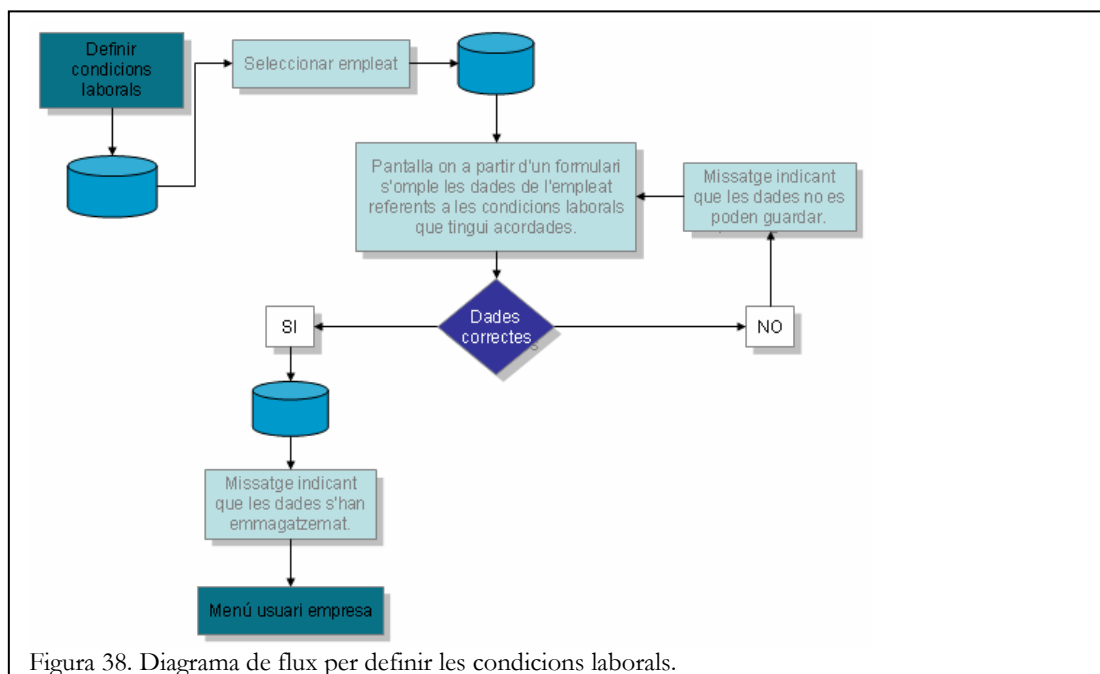 Definir
condicions
laborals
Seleccionar empleat
Pantalla on a partir d'un formulari
s'omple les dades de l'empleat
referents a les condicions laborals
que tingui acordades.
Missatge indicant
que les dades no es
poden guardar.
Dades
correctes
SI
NO
Missatge indicant
que les dades s'han
emmagatzemat.
Menú usuari empresa
Figura 38. Diagrama de flux per definir les condicions laborals.